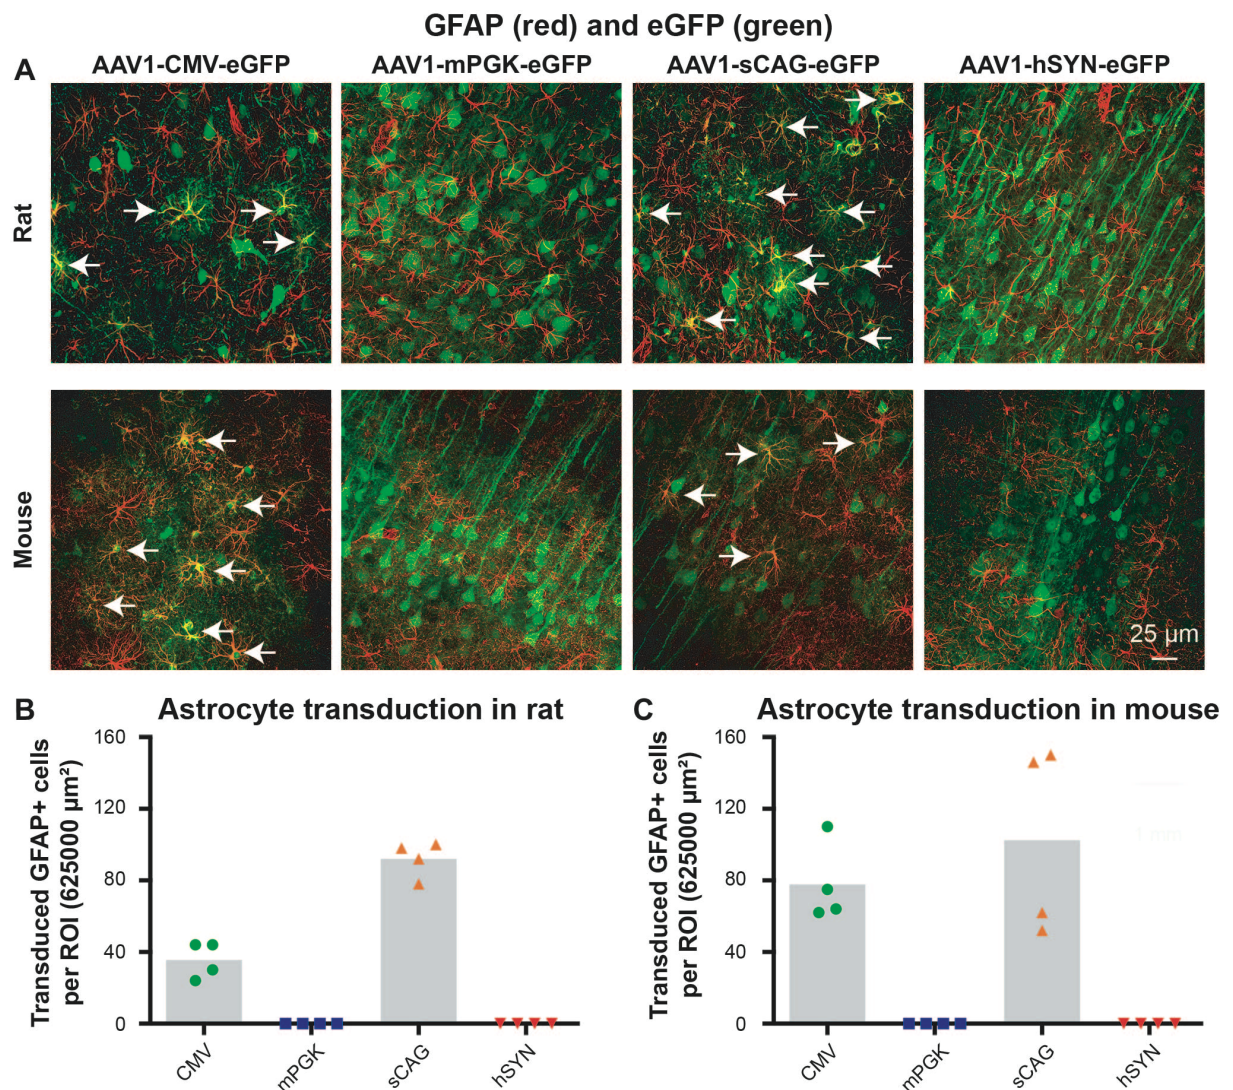 GFAP (red) and eGFP (green)
A
AAV1-CMV-eGFP
AAV1-mPGK-eGFP
AAV1-sCAG-eGFP
AAV1-hSYN-eGFP
Rat
Mouse
25 µm
B
Astrocyte transduction in rat
Transduced GFAP+ cells
per ROI (625000 µm²)
160
120
80
40
0
CMV
mPGK
sCAG
hSYN
C
Astrocyte transduction in mouse
Transduced GFAP+ cells
per ROI (625000 µm²)
160
120
80
40
0
1 mm
CMV
mPGK
sCAG
hSYN